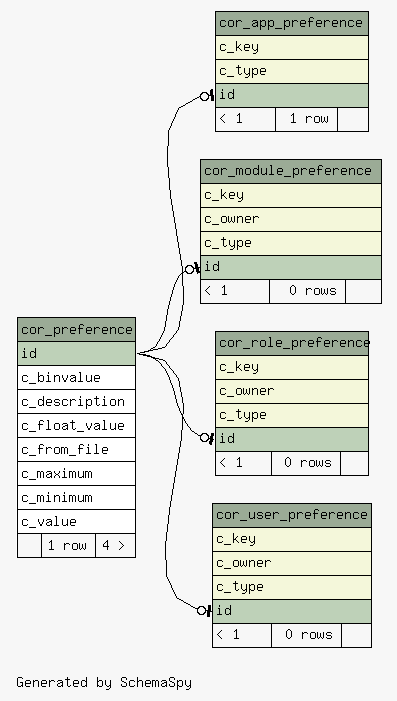 cor_app_preference
c_key
c_type
id
< 1 1 row
cor_module_preference
c_key
c_owner
c_type
id
< 1 0 rows
cor_preference
id
c_binvalue
c_description
c_float_value
c_from_file
c_maximum
c_minimum
c_value
1 row 4 >
cor_role_preference
c_key
c_owner
c_type
id
< 1 0 rows
cor_user_preference
c_key
c_owner
c_type
id
< 1 0 rows
Generated by SchemaSpy